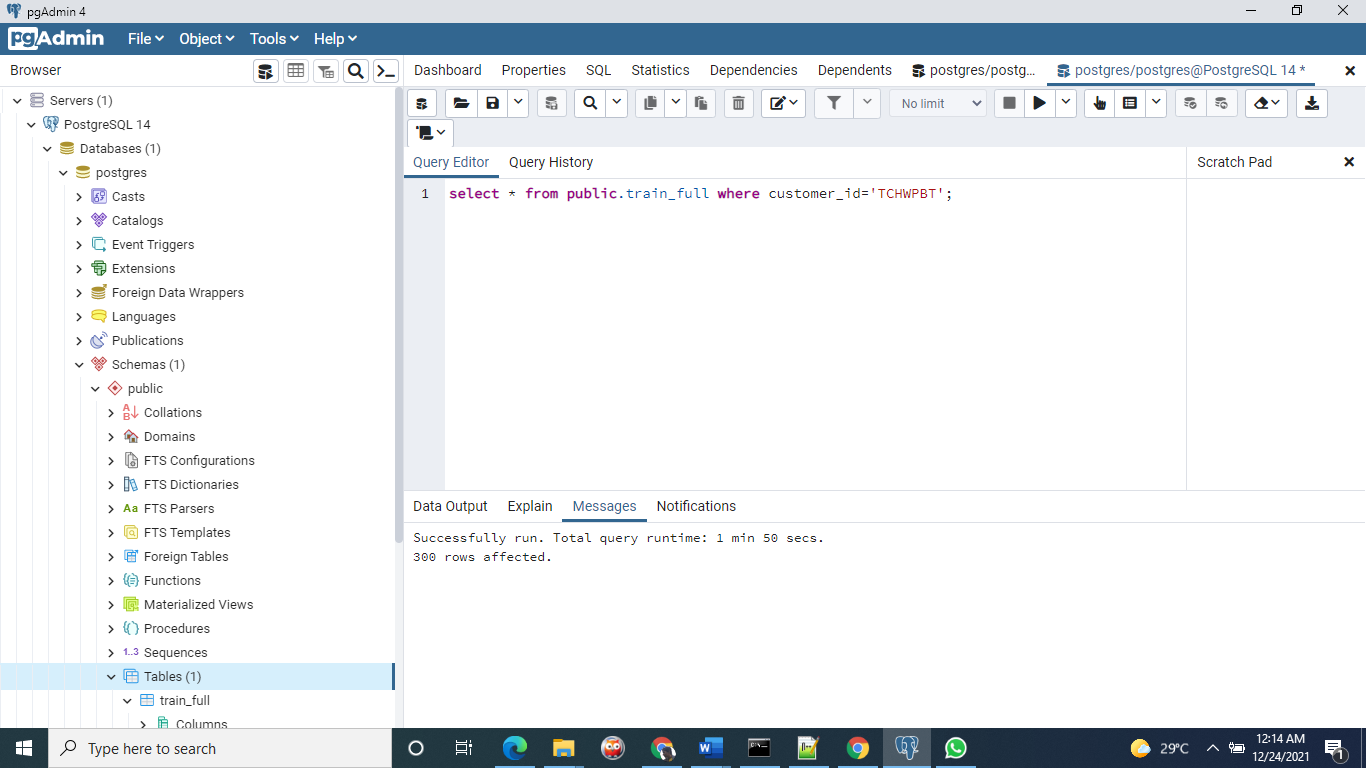 pgAdmin 4
pgAdmin File Object Tools Help
Browser
Dashboard Properties SQL Statistics Dependencies Dependents postgres/postg... postgres/postgres@PostgreSQL 14 *
Servers (1)
PostgreSQL 14
Databases (1)
postgres
Casts
Catalogs
Event Triggers
Extensions
Foreign Data Wrappers
Languages
Publications
Schemas (1)
public
Collations
Domains
FTS Configurations
FTS Dictionaries
Aa FTS Parsers
FTS Templates
Foreign Tables
Functions
Materialized Views
Procedures
1..3 Sequences
Tables (1)
train_full
Columns
No limit
Query Editor Query History
Scratch Pad
1 select * from public.train_full where customer_id='TCHWPBT';
Data Output Explain Messages Notifications
Successfully run. Total query runtime: 1 min 50 secs.
300 rows affected.
Type here to search
29°C
12:14 AM
12/24/2021
1